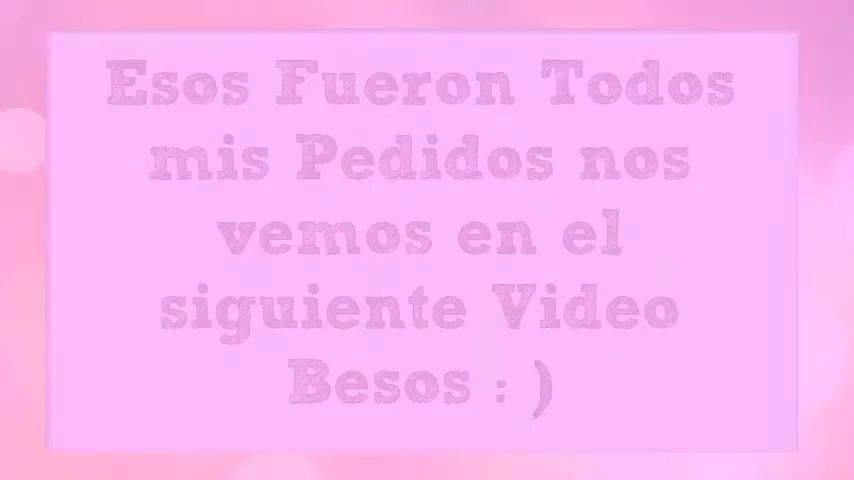 Esos Fueron Todos
mis Pedidos nos
vemos en el
siguiente Video
Besos : )